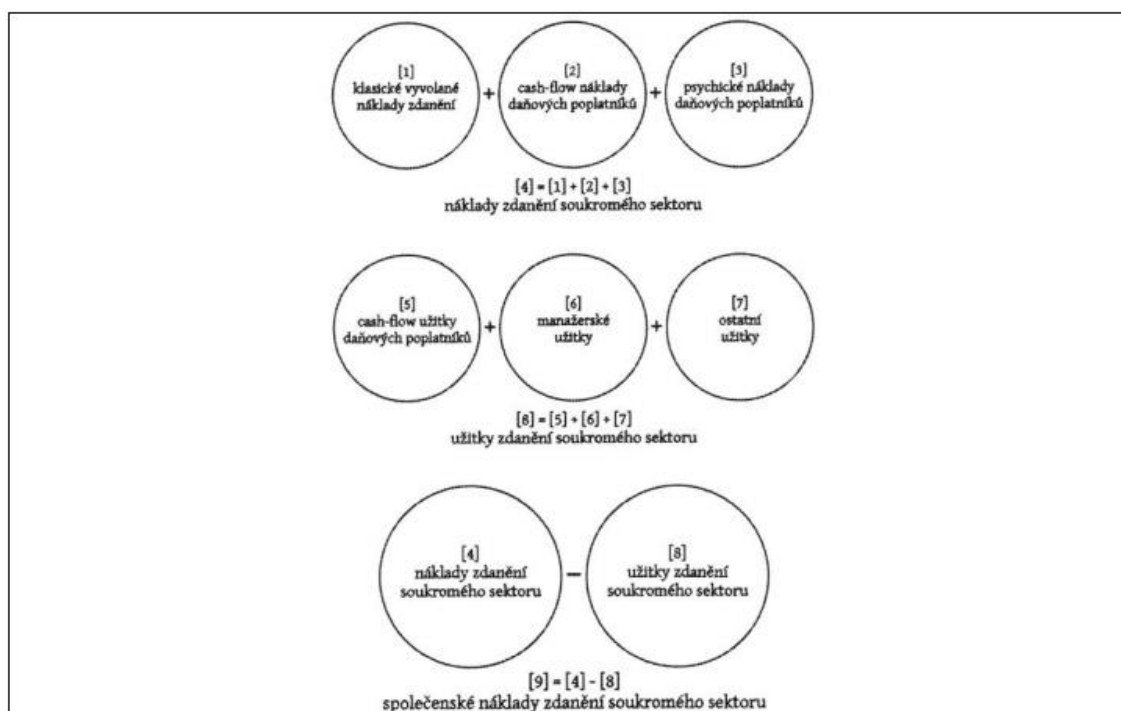 [1]
klasické vyvolané
náklady zdanění
+
[2]
cash-flow náklady
daňových poplatníků
+
[3]
psychické náklady
daňových poplatníků
[4] = [1] + [2] + [3]
náklady zdanění soukromého sektoru
[5]
cash-flow užitky
daňových poplatníků
+
[6]
manažerské
užitky
+
[7]
ostatní
užitky
[8] = [5] + [6] + [7]
užitky zdanění soukromého sektoru
[4]
náklady zdanění
soukromého sektoru
−
[8]
užitky zdanění
soukromého sektoru
[9] = [4] - [8]
společenské náklady zdanění soukromého sektoru